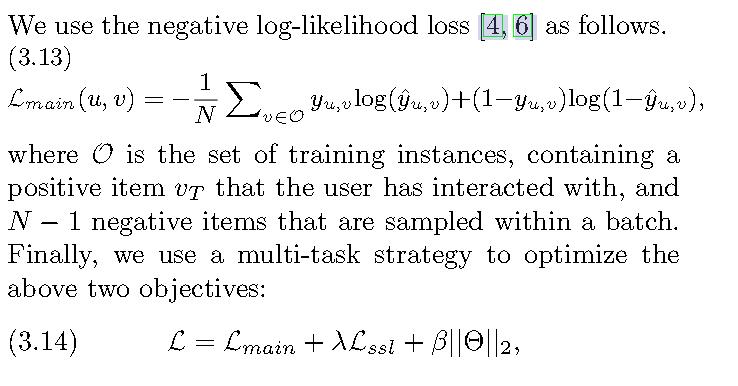 We use the negative log-likelihood loss [4, 6] as follows.
(3.13)
$\mathcal{L}_{main}(u, v) = -\frac{1}{N} \sum_{v \in \mathcal{O}} y_{u,v} \log(\hat{y}_{u,v}) + (1 - y_{u,v}) \log(1 - \hat{y}_{u,v}),$
where $\mathcal{O}$ is the set of training instances, containing a
positive item $v_T$ that the user has interacted with, and
$N - 1$ negative items that are sampled within a batch.
Finally, we use a multi-task strategy to optimize the
above two objectives:
(3.14) $\mathcal{L} = \mathcal{L}_{main} + \lambda \mathcal{L}_{ssl} + \beta ||\Theta||_2,$